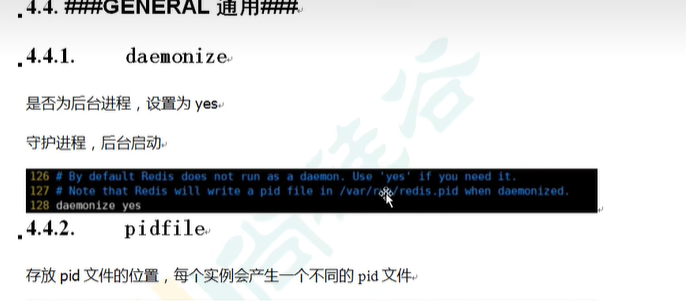 4.4. ###GENERAL 通用###
4.4.1. daemonize
是否为后台进程，设置为 yes
守护进程，后台启动
126 # By default Redis does not run as a daemon. Use 'yes' if you need it.
127 # Note that Redis will write a pid file in /var/run/redis.pid when daemonized.
128 daemonize yes
4.4.2. pidfile
存放 pid 文件的位置，每个实例会产生一个不同的 pid 文件